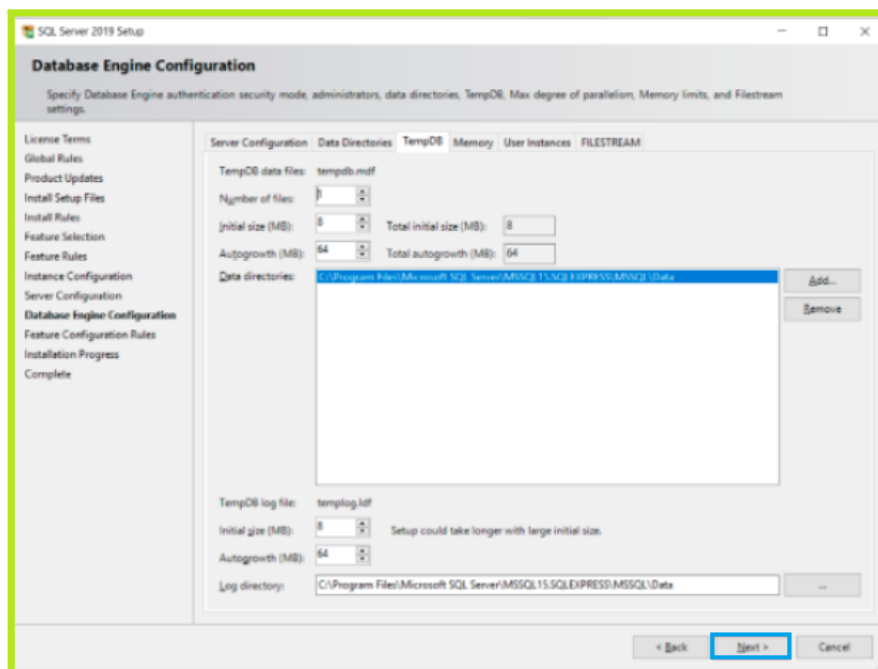 SQL Server 2019 Setup
Database Engine Configuration
Specify Database Engine authentication security mode, administrators, data directories, TempDB, Max degree of parallelism, Memory limits, and Filestream
settings.
License Terms
Global Rules
Product Updates
Install Setup Files
Install Rules
Feature Selection
Feature Rules
Instance Configuration
Server Configuration
Database Engine Configuration
Feature Configuration Rules
Installation Progress
Complete
Server Configuration Data Directories TempDB Memory User Instances FILESTREAM
TempDB data files: tempdb.mdf
Number of files: 1
Initial size (MB): 8 Total initial size (MB): 8
Autogrowth (MB): 64 Total autogrowth (MB): 64
Data directories: C:\Program Files\Microsoft SQL Server\MSSQL15.SQLEXPRESS\MSSQL\Data
Add...
Remove
TempDB log file: templog.ldf
Initial size (MB): 8 Setup could take longer with large initial size.
Autogrowth (MB): 64
Log directory: C:\Program Files\Microsoft SQL Server\MSSQL15.SQLEXPRESS\MSSQL\Data ...
< Back Next > Cancel